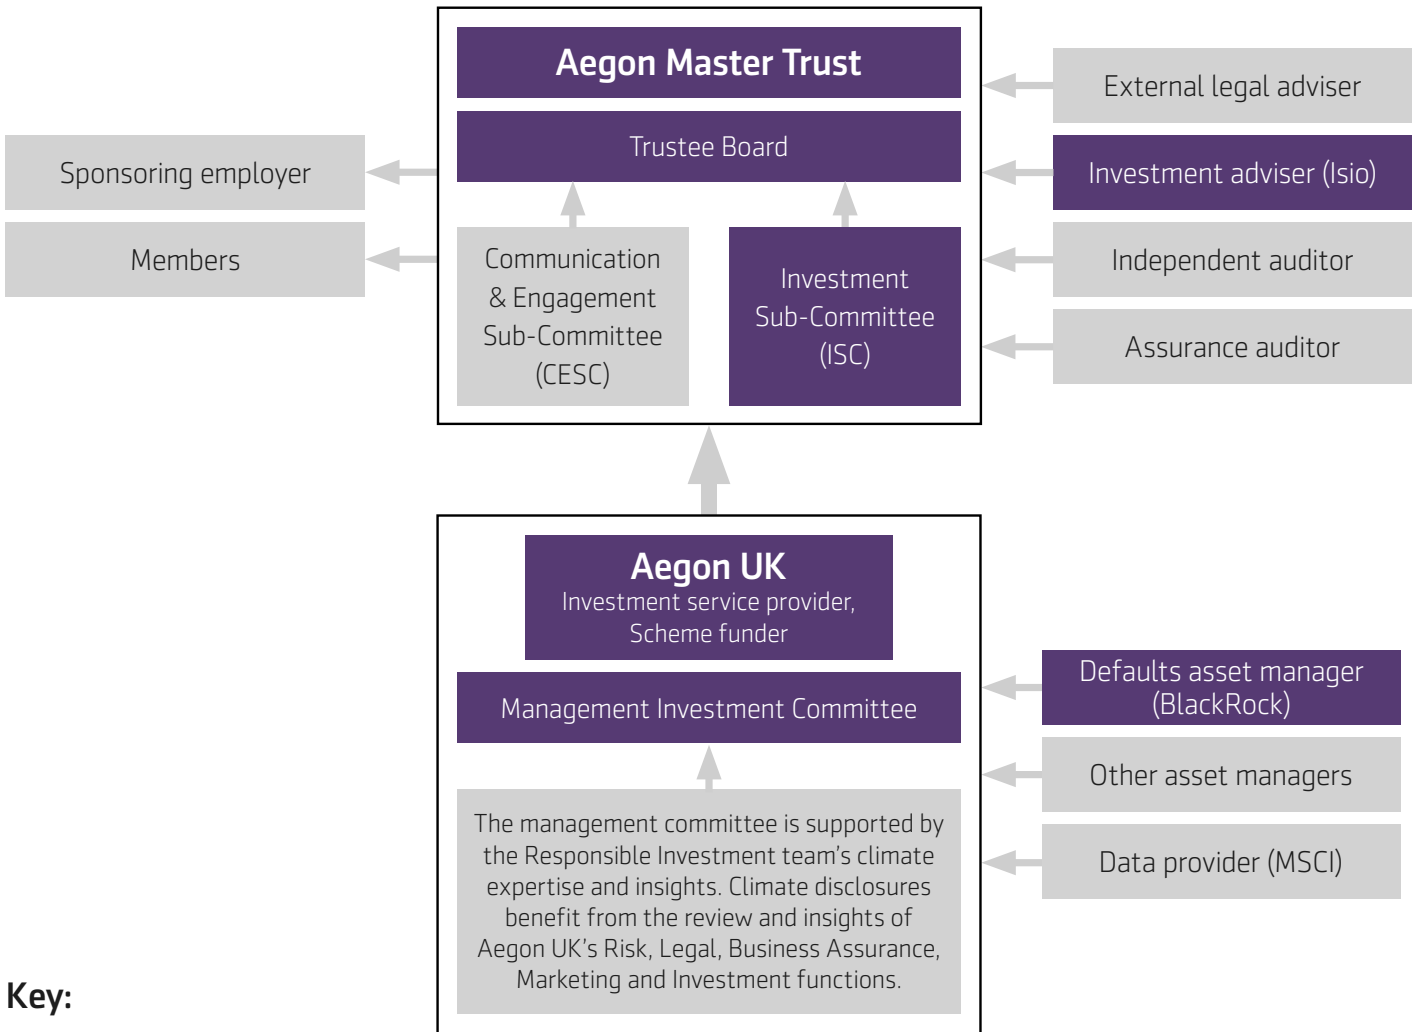 Aegon Master Trust
Trustee Board
Communication
& Engagement
Sub-Committee
(CESC)
Investment
Sub-Committee
(ISC)
Sponsoring employer
Members
External legal adviser
Investment adviser (Isio)
Independent auditor
Assurance auditor
Aegon UK
Investment service provider,
Scheme funder
Management Investment Committee
The management committee is supported by
the Responsible Investment team’s climate
expertise and insights. Climate disclosures
benefit from the review and insights of
Aegon UK’s Risk, Legal, Business Assurance,
Marketing and Investment functions.
Defaults asset manager
(BlackRock)
Other asset managers
Data provider (MSCI)
Key: